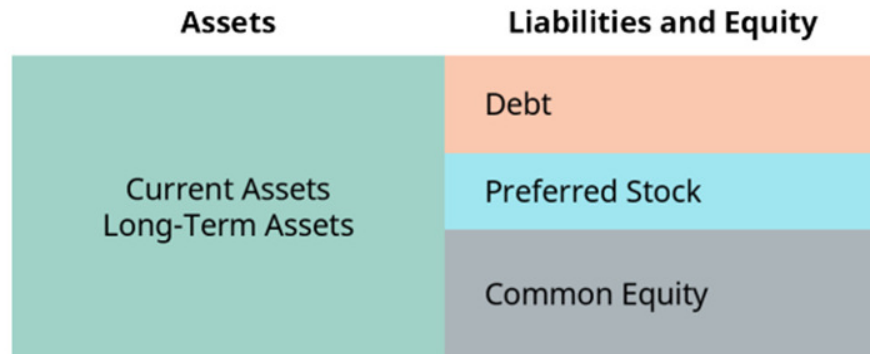 Assets
Liabilities and Equity
Current Assets
Long-Term Assets
Debt
Preferred Stock
Common Equity